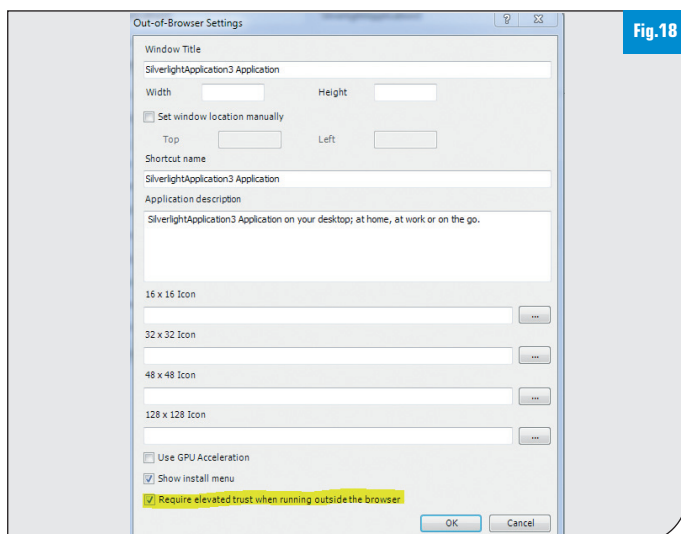 Out-of-Browser Settings
Fig.18
Window Title
SilverlightApplication3 Application
Width Height
Set window location manually
Top Left
Shortcut name
SilverlightApplication3 Application
Application description
SilverlightApplication3 Application on your desktop; at home, at work or on the go.
16 x 16 Icon
...
32 x 32 Icon
...
48 x 48 Icon
...
128 x 128 Icon
...
Use GPU Acceleration
Show install menu
Require elevated trust when running outside the browser
OK Cancel